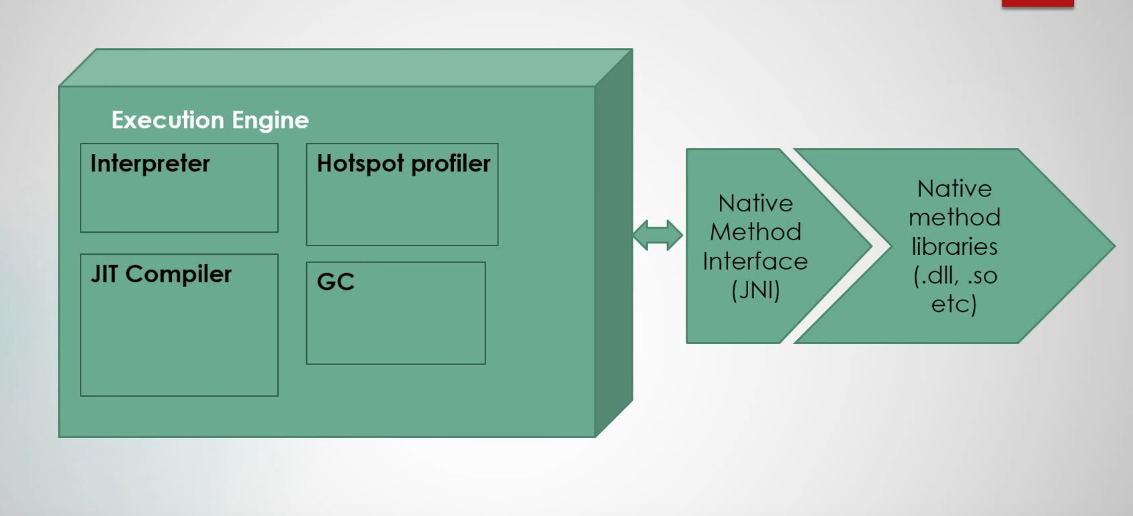 Execution Engine
Interpreter
Hotspot profiler
JIT Compiler
GC
Native
Method
Interface
(JNI)
Native
method
libraries
(.dll, .so
etc)